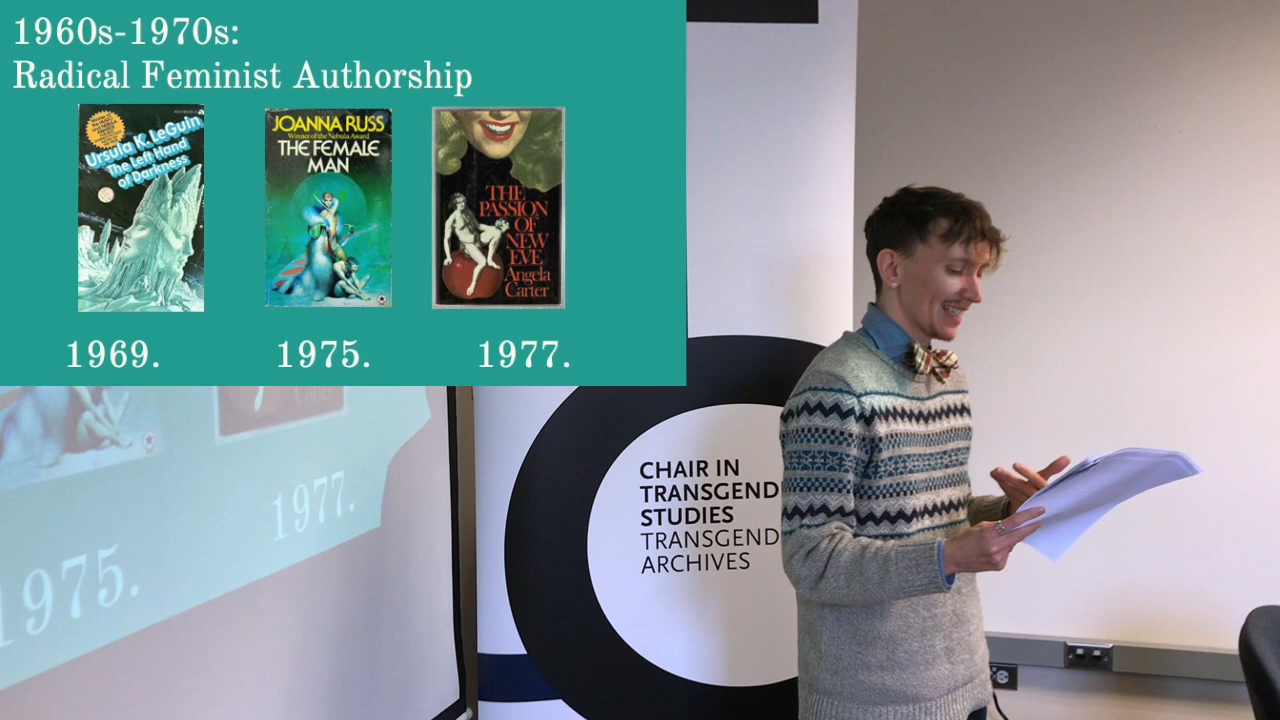 1960s-1970s:
Radical Feminist Authorship
Ursula K. LeGuin
The Left Hand
of Darkness
JOANNA RUSS
Winner of the Nebula Award
THE FEMALE
MAN
THE
PASSION
OF
NEW
EVE
Angela
Carter
1969.
1975.
1977.
1977.
1975.
CHAIR IN
TRANSGEND
STUDIES
TRANSGEND
ARCHIVES